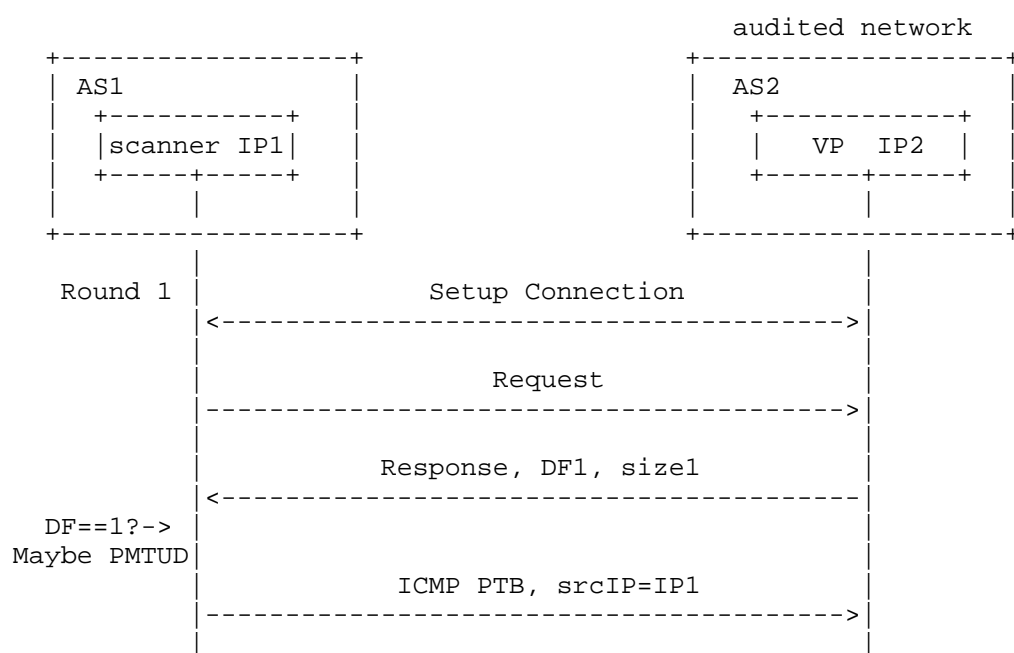 audited network
AS1 AS2
scanner IP1 VP IP2
Round 1 Setup Connection
Request
Response, DF1, size1
DF==1?->
Maybe PMTUD
ICMP PTB, srcIP=IP1